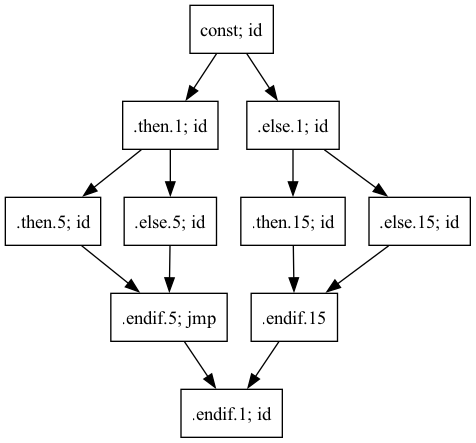 const; id
.then.1; id
.else.1; id
.then.5; id
.else.5; id
.then.15; id
.else.15; id
.endif.5; jmp
.endif.15
.endif.1; id